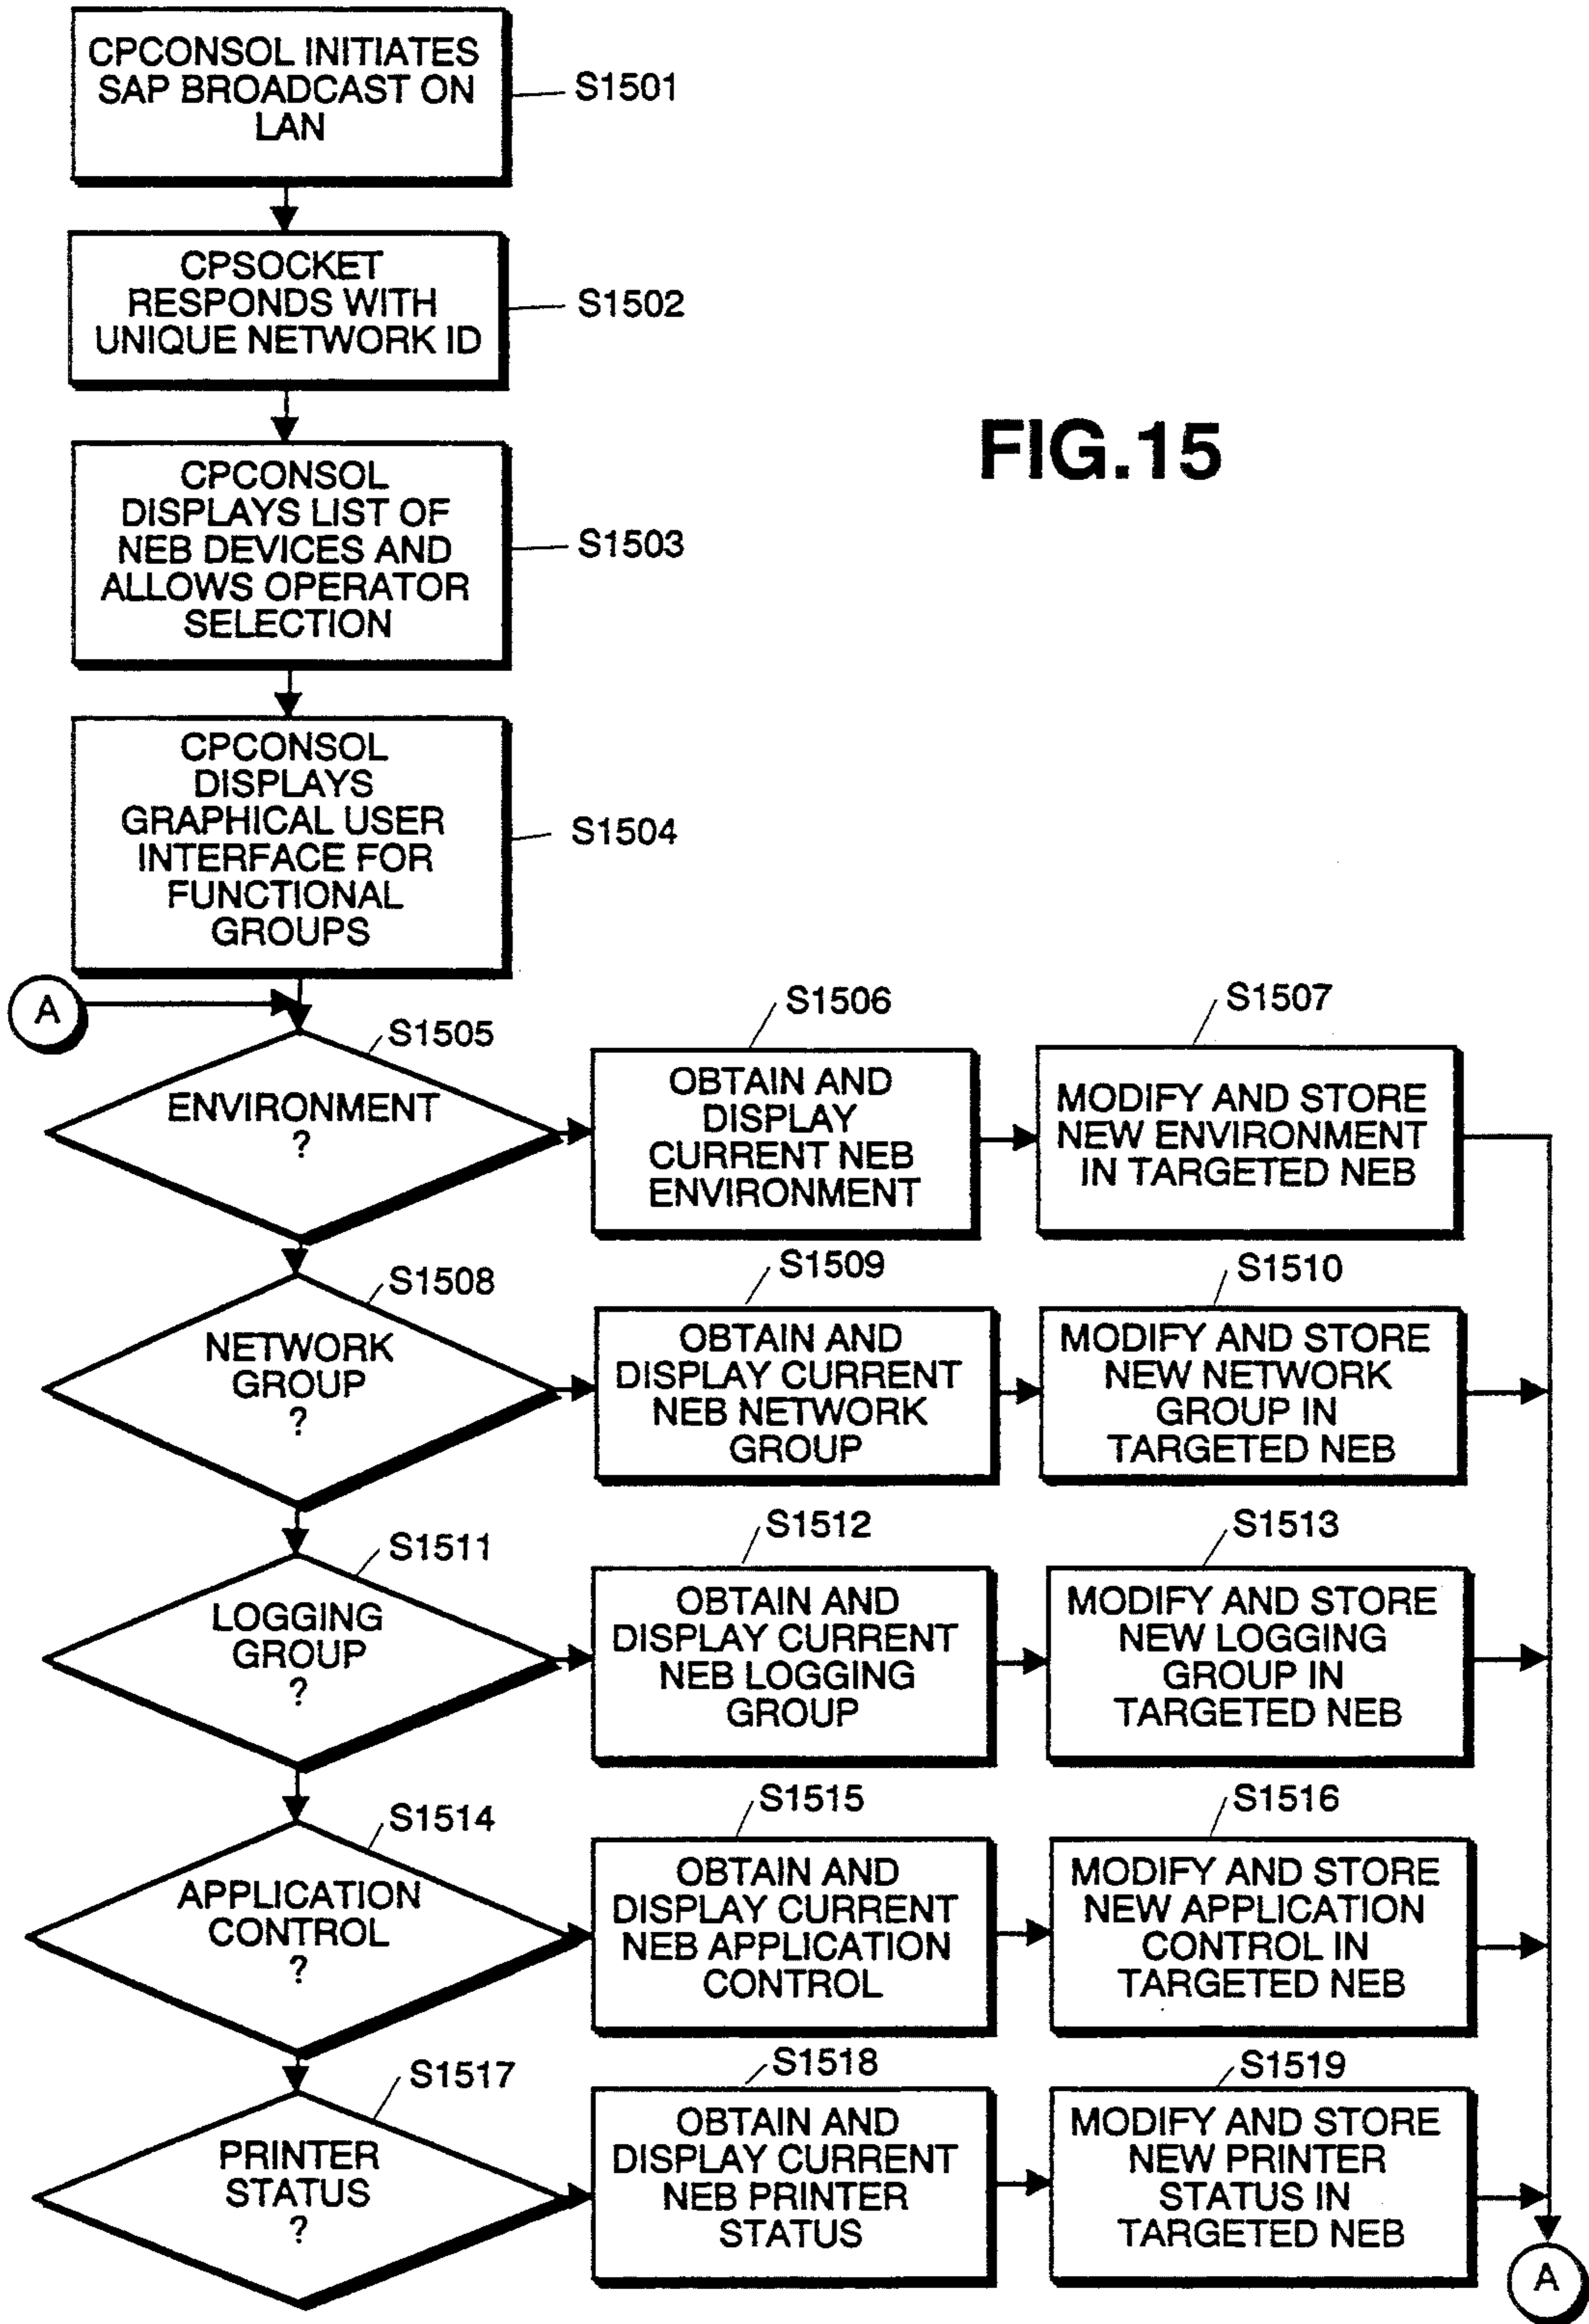 CPCONSOL INITIATES
SAP BROADCAST ON
LAN
S1501
CPSOCKET
RESPONDS WITH
UNIQUE NETWORK ID
S1502
FIG.15
CPCONSOL
DISPLAYS LIST OF
NEB DEVICES AND
ALLOWS OPERATOR
SELECTION
S1503
CPCONSOL
DISPLAYS
GRAPHICAL USER
INTERFACE FOR
FUNCTIONAL
GROUPS
S1504
A
S1505
ENVIRONMENT
?
S1506
OBTAIN AND
DISPLAY
CURRENT NEB
ENVIRONMENT
S1507
MODIFY AND STORE
NEW ENVIRONMENT
IN TARGETED NEB
S1508
NETWORK
GROUP
?
S1509
OBTAIN AND
DISPLAY CURRENT
NEB NETWORK
GROUP
S1510
MODIFY AND STORE
NEW NETWORK
GROUP IN
TARGETED NEB
S1511
LOGGING
GROUP
?
S1512
OBTAIN AND
DISPLAY CURRENT
NEB LOGGING
GROUP
S1513
MODIFY AND STORE
NEW LOGGING
GROUP IN
TARGETED NEB
S1514
APPLICATION
CONTROL
?
S1515
OBTAIN AND
DISPLAY CURRENT
NEB APPLICATION
CONTROL
S1516
MODIFY AND STORE
NEW APPLICATION
CONTROL IN
TARGETED NEB
S1517
PRINTER
STATUS
?
S1518
OBTAIN AND
DISPLAY CURRENT
NEB PRINTER
STATUS
S1519
MODIFY AND STORE
NEW PRINTER
STATUS IN
TARGETED NEB
A